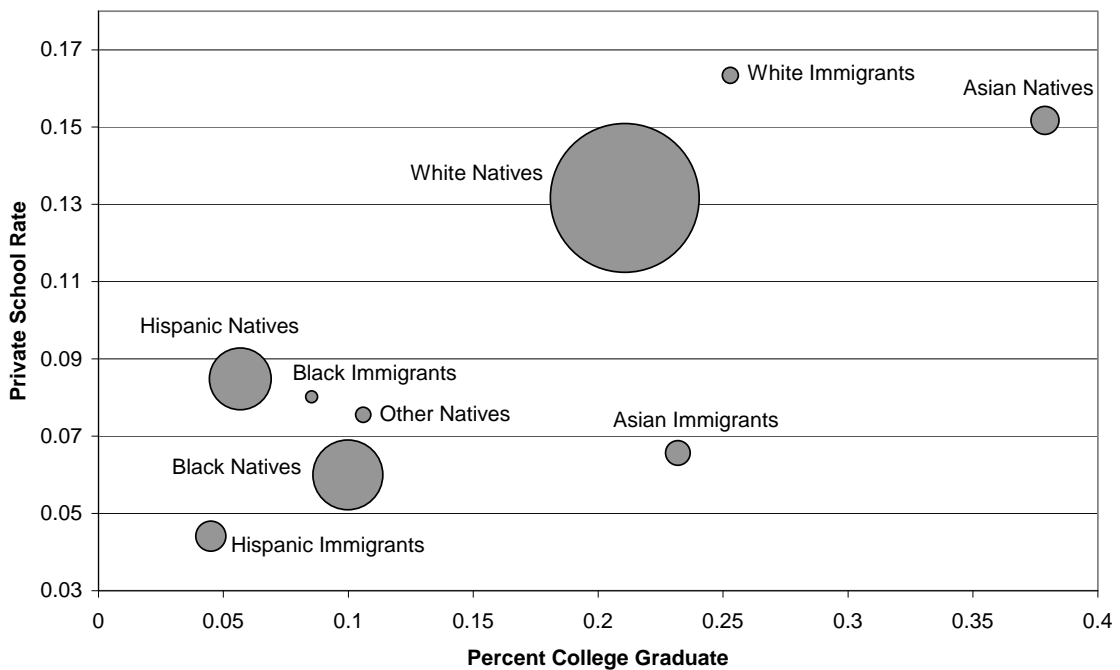 0.17
White Immigrants
Asian Natives
0.15
White Natives
0.13
0.11
Hispanic Natives
0.09
Black Immigrants
Other Natives
Asian Immigrants
0.07
Black Natives
0.05
Hispanic Immigrants
0.03
Private School Rate
0 0.05 0.1 0.15 0.2 0.25 0.3 0.35 0.4
Percent College Graduate